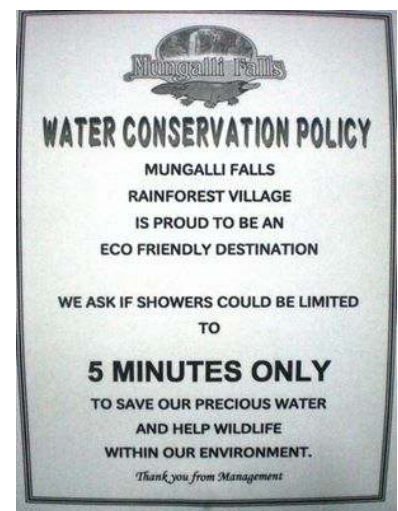 Mungalli Falls
WATER CONSERVATION POLICY
MUNGALLI FALLS
RAINFOREST VILLAGE
IS PROUD TO BE AN
ECO FRIENDLY DESTINATION
WE ASK IF SHOWERS COULD BE LIMITED
TO
5 MINUTES ONLY
TO SAVE OUR PRECIOUS WATER
AND HELP WILDLIFE
WITHIN OUR ENVIRONMENT.
Thank you from Management